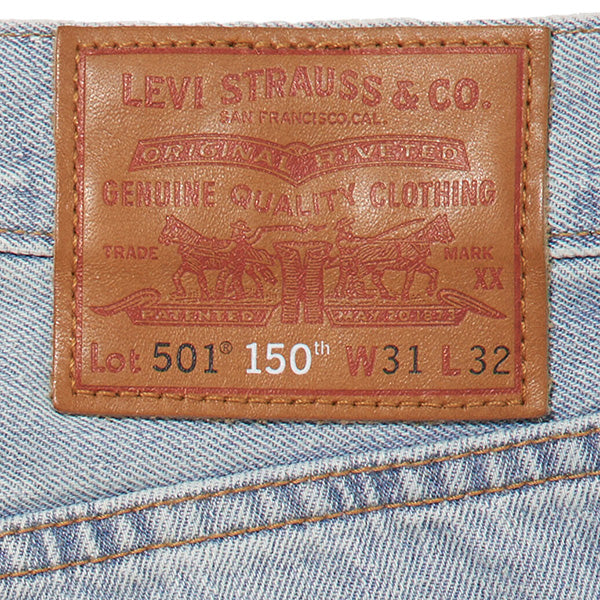 LEVI STRAUSS & CO.
SAN FRANCISCO, CAL.
ORIGINAL RIVETED
GENUINE QUALITY CLOTHING
TRADE MARK
XX
PATENTED MAY 20 1873
Lot 501® 150th W31 L 32